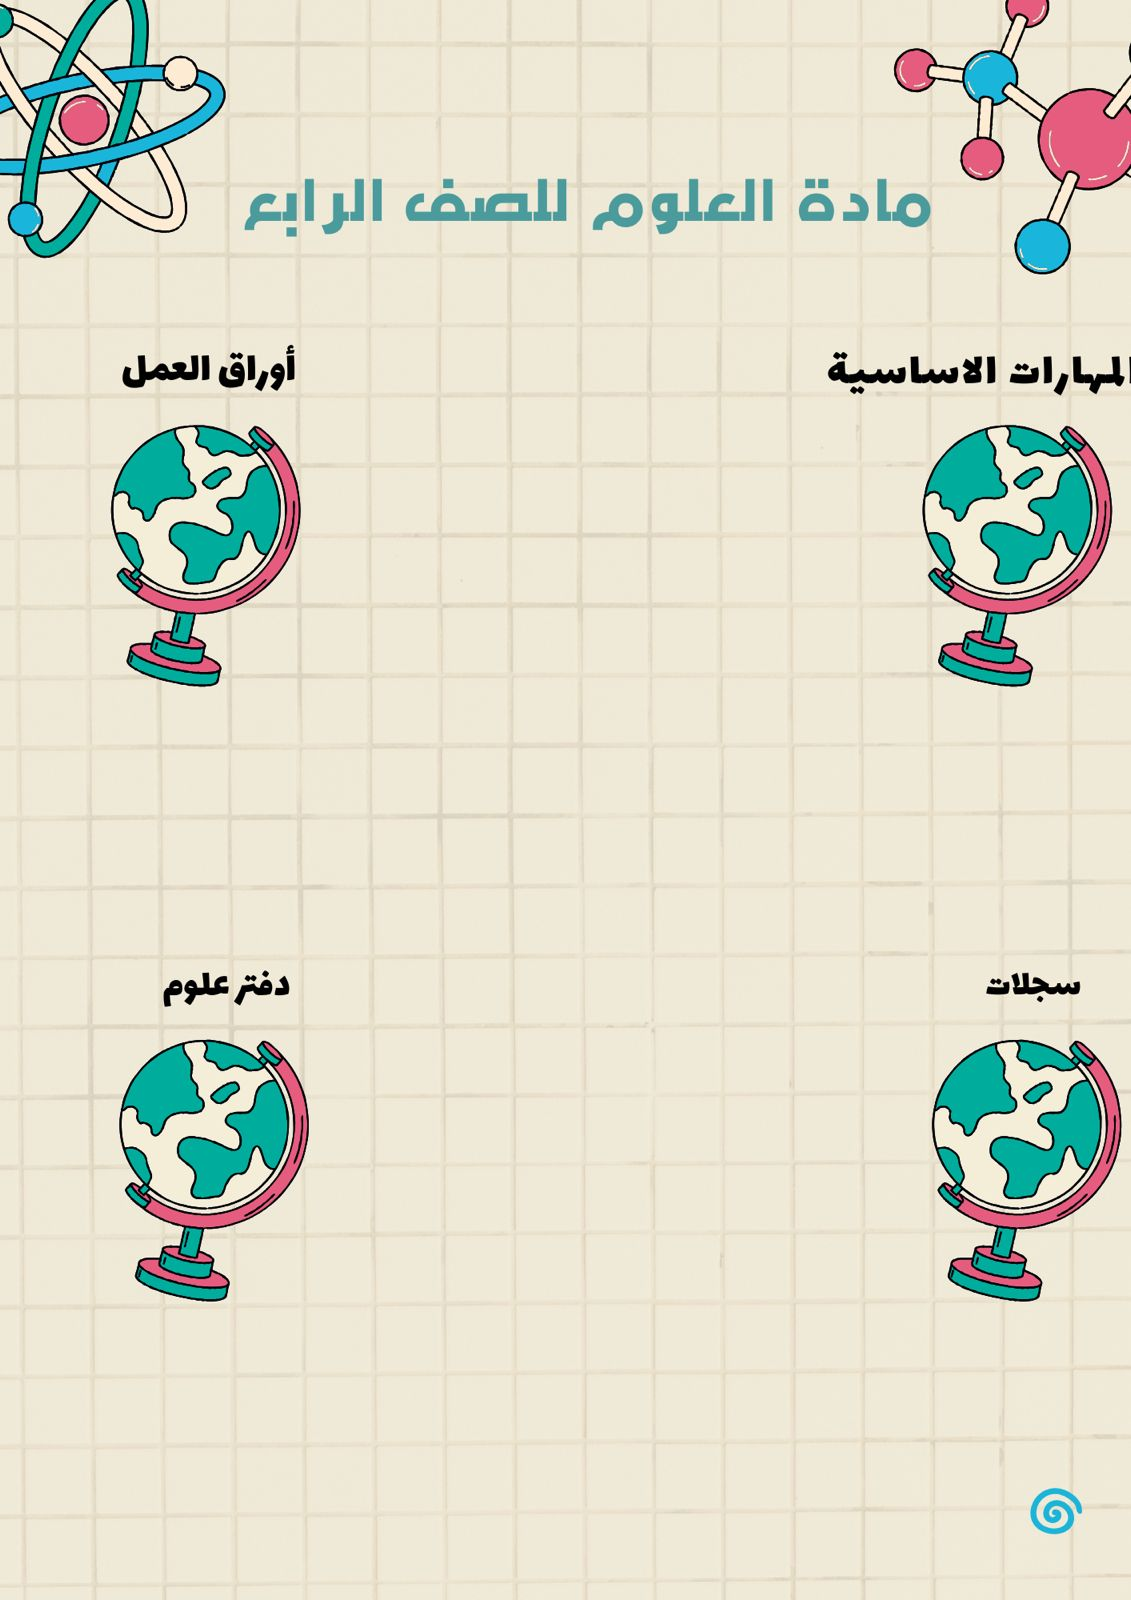 مادة العلوم للصف الرابع
المهارات الاساسية
أوراق العمل
سجلات
دفتر علوم